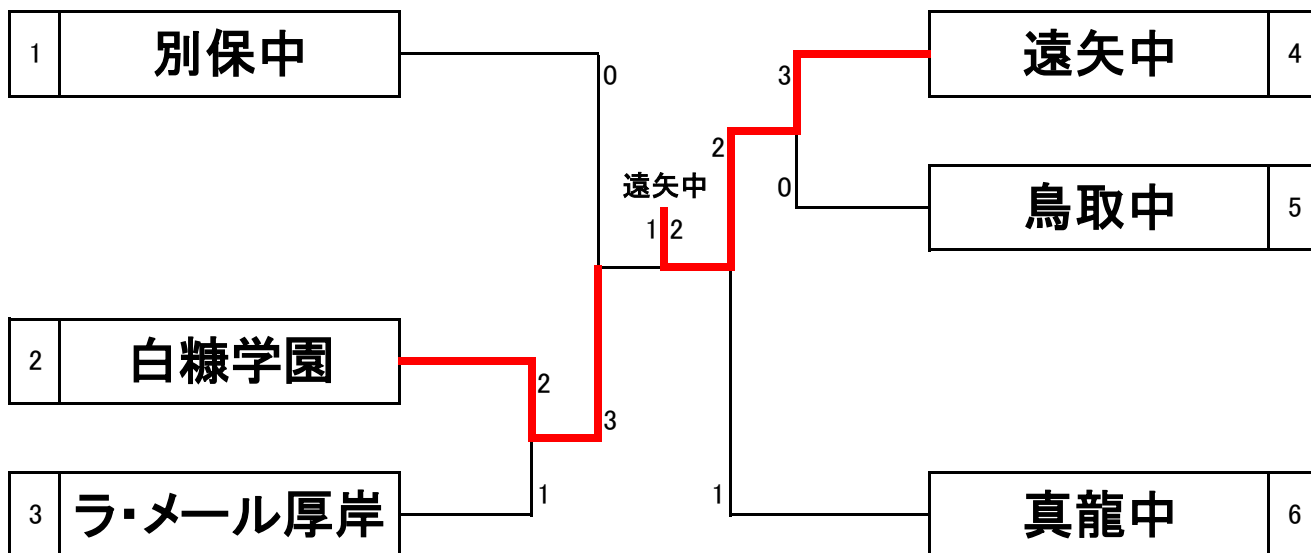 1 別保中
0
3
遠矢中 4
2
遠矢中
0
鳥取中 5
1 2
2 白糠学園
2
3
3 ラ・メール厚岸
1
1
真龍中 6